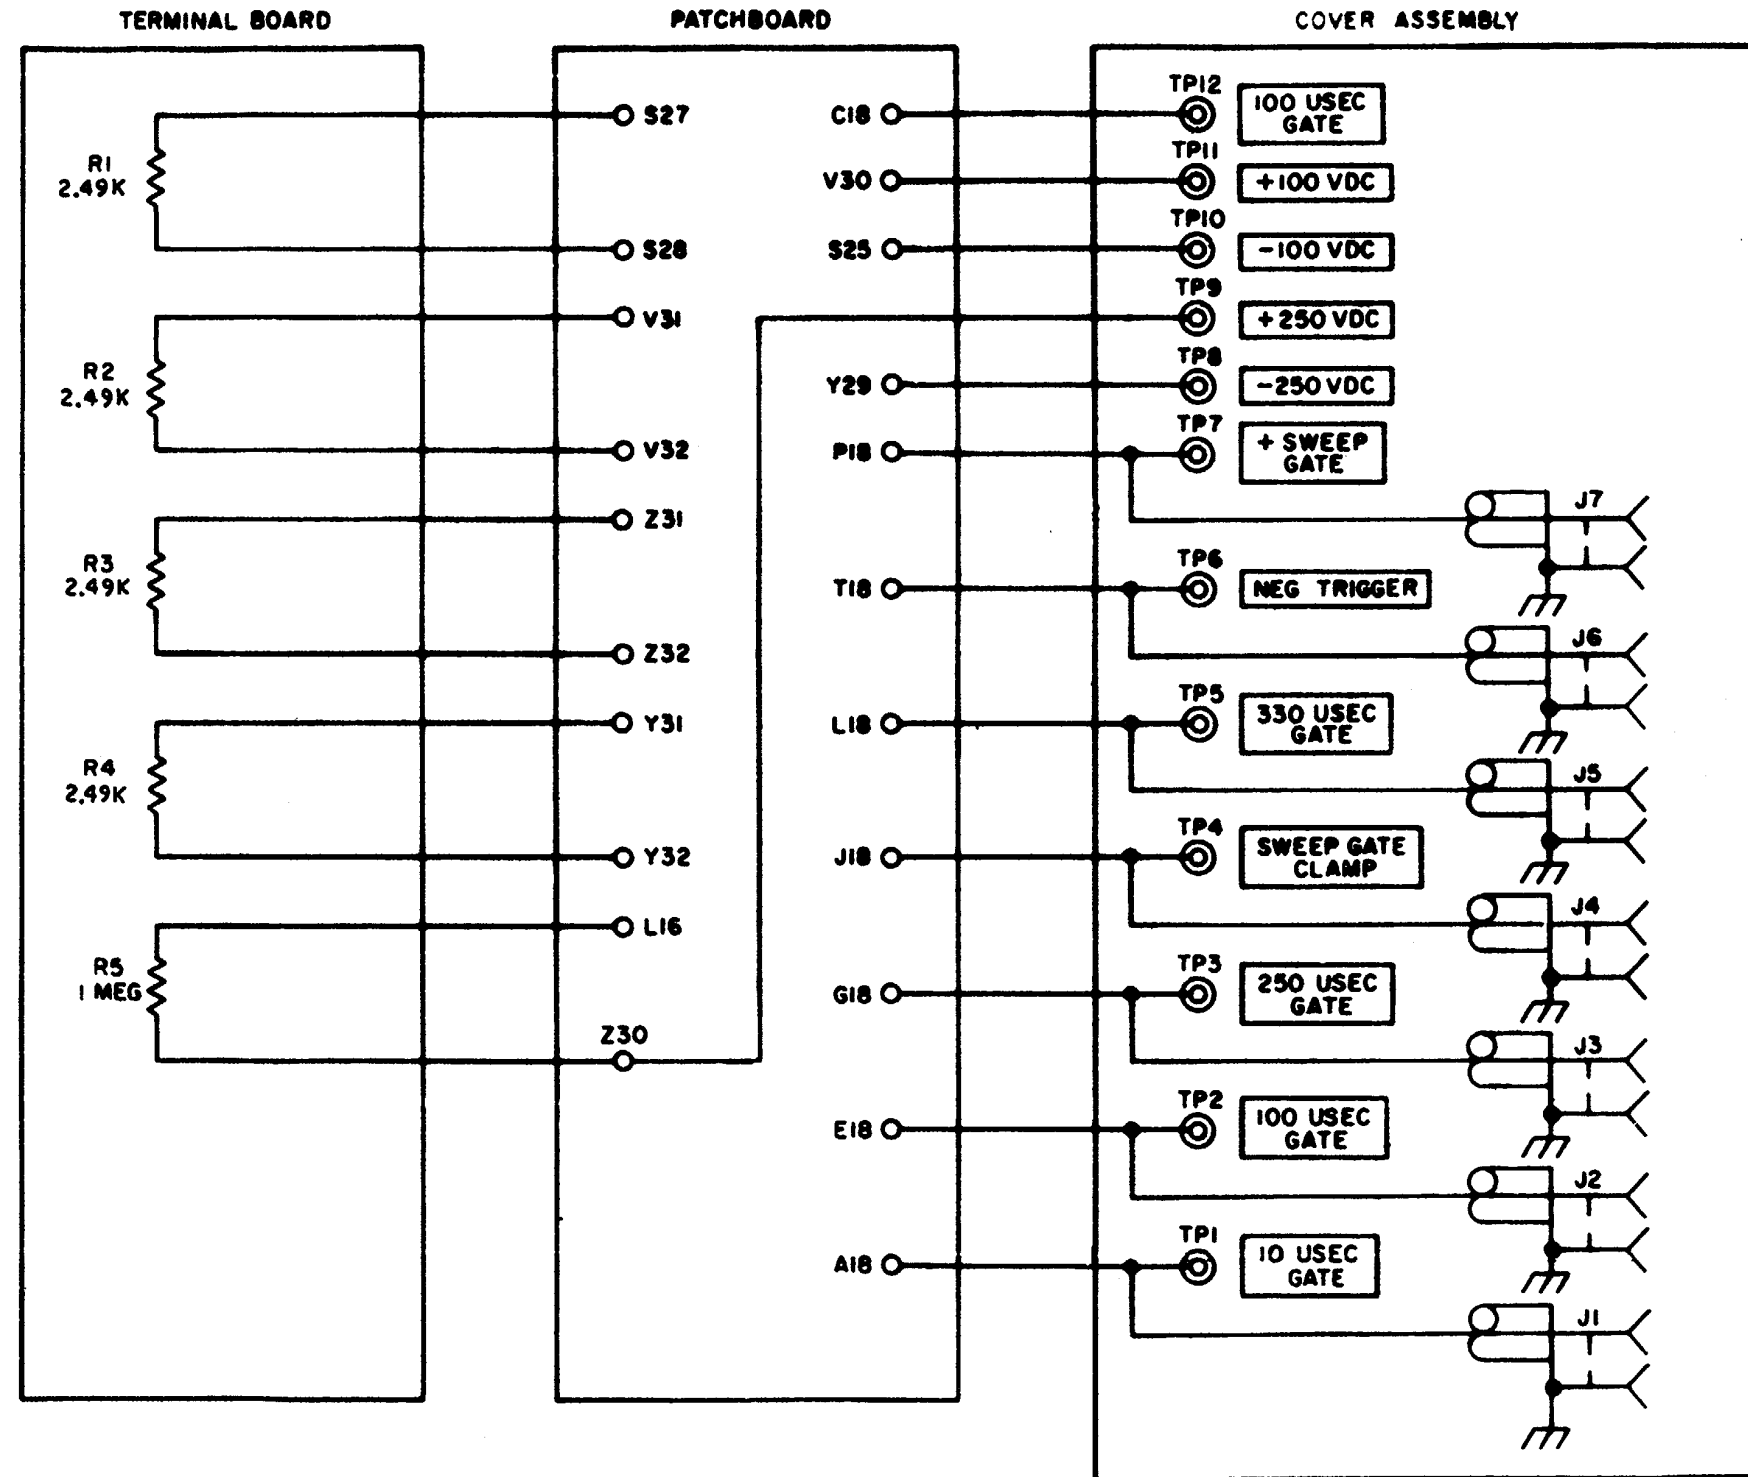 TERMINAL BOARD
PATCHBOARD
COVER ASSEMBLY
R1
2.49K
R2
2.49K
R3
2.49K
R4
2.49K
R5
1 MEG
S27
S28
V31
V32
Z31
Z32
Y31
Y32
L16
Z30
C18
V30
S25
Y29
P18
T18
L18
J18
G18
E18
A18
TP12
100 USEC
GATE
TP11
+100 VDC
TP10
-100 VDC
TP9
+250 VDC
TP8
-250 VDC
TP7
+ SWEEP
GATE
J7
TP6
NEG TRIGGER
J6
TP5
330 USEC
GATE
J5
TP4
SWEEP GATE
CLAMP
J4
TP3
250 USEC
GATE
J3
TP2
100 USEC
GATE
J2
TP1
10 USEC
GATE
J1